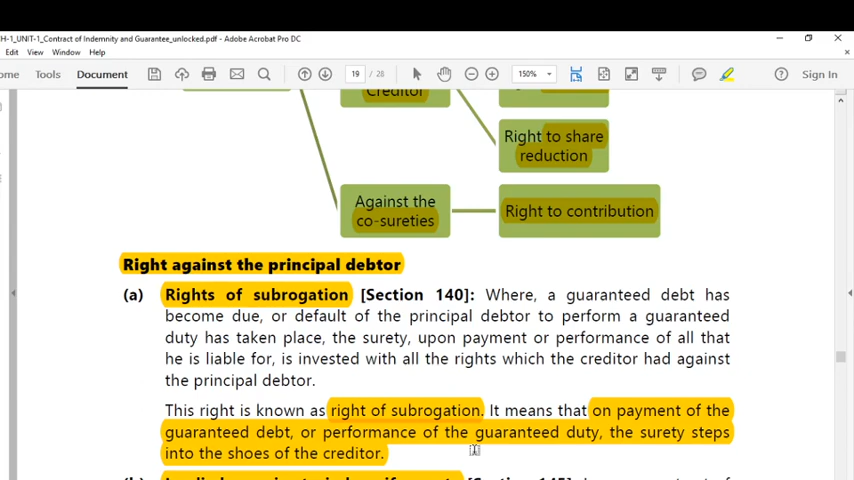 CH-1_UNIT-1_Contract of Indemnity and Guarantee_unlocked.pdf - Adobe Acrobat Pro DC
Edit View Window Help
ome Tools Document 19 / 28 150% Sign In
Creditor
Right to share
reduction
Against the
co-sureties
Right to contribution
Right against the principal debtor
(a) Rights of subrogation [Section 140]: Where, a guaranteed debt has
become due, or default of the principal debtor to perform a guaranteed
duty has taken place, the surety, upon payment or performance of all that
he is liable for, is invested with all the rights which the creditor had against
the principal debtor.
This right is known as right of subrogation. It means that on payment of the
guaranteed debt, or performance of the guaranteed duty, the surety steps
into the shoes of the creditor.